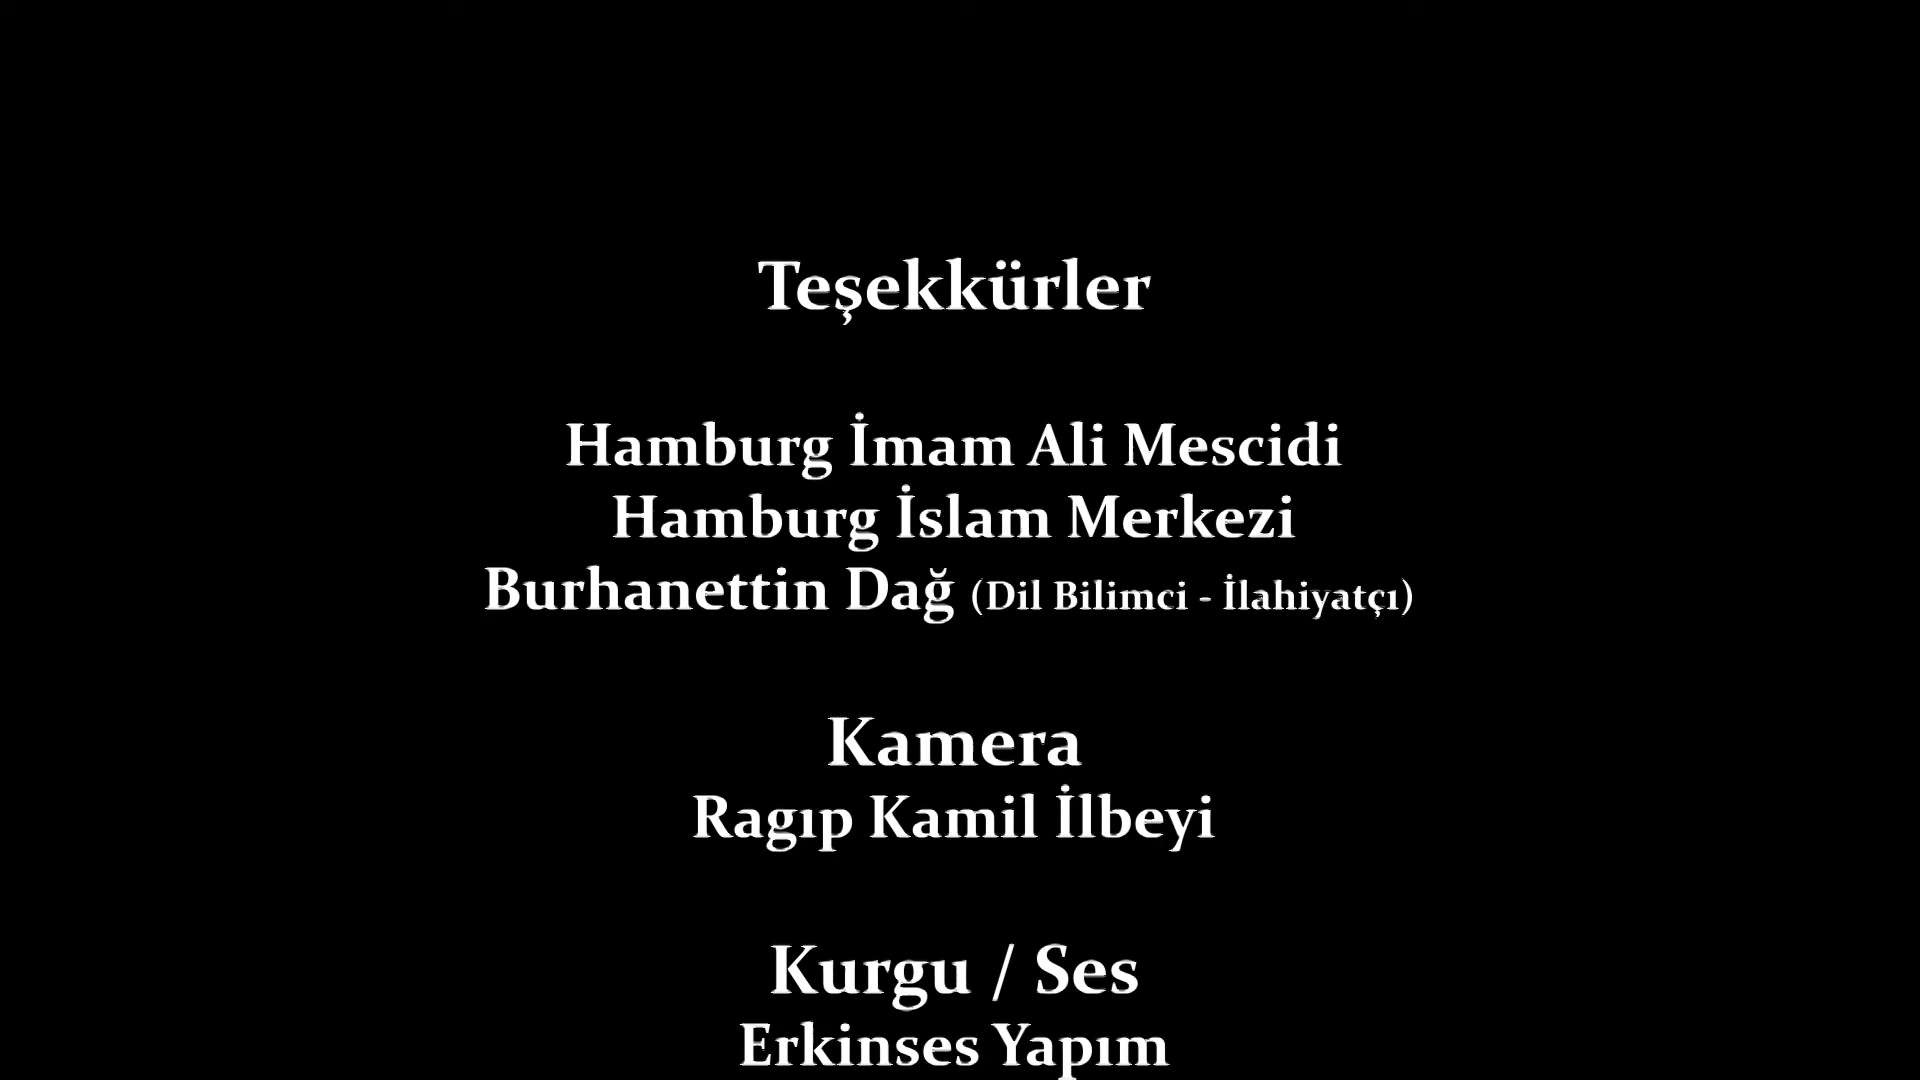 Teşekkürler
Hamburg İmam Ali Mescidi
Hamburg İslam Merkezi
Burhanettin Dağ (Dil Bilimci - İlahiyatçı)
Kamera
Ragıp Kamil İlbeyi
Kurgu / Ses
Erkinses Yapım